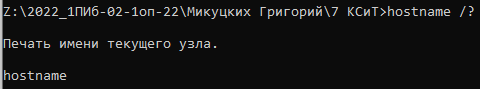 Z:\2022_1ПИб-02-1оп-22\Микуцких Григорий\7 КСиТ>hostname /?
Печать имени текущего узла.
hostname